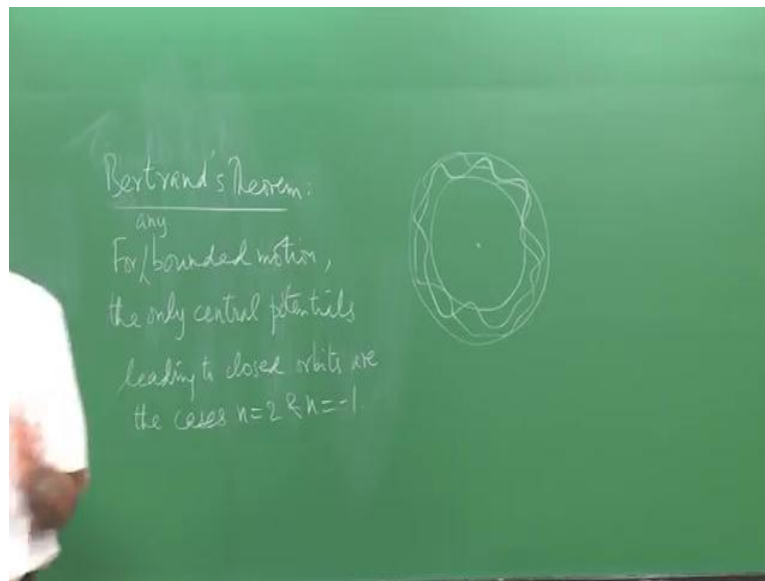 Bertrand's Theorem:
any
For bounded motion,
the only central potentials
leading to closed orbits are
the cases n=2 & n=-1.